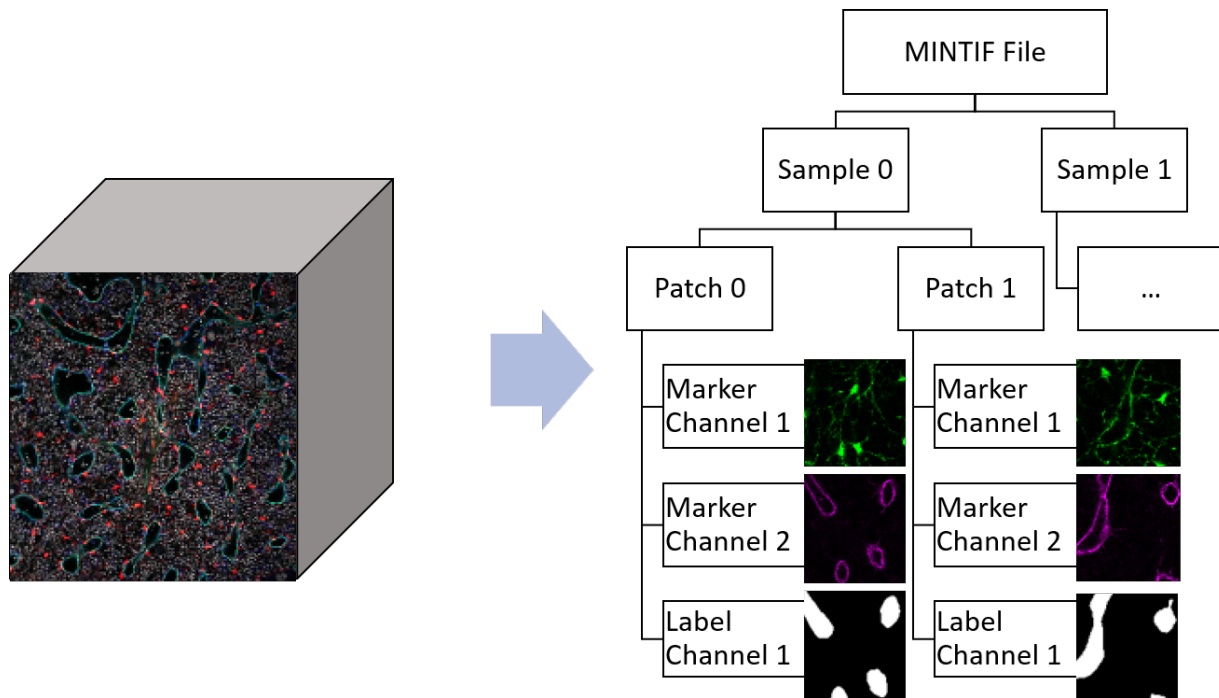 MINTIF File
Sample 0
Sample 1
Patch 0
Patch 1
...
Marker
Channel 1
Marker
Channel 1
Marker
Channel 2
Marker
Channel 2
Label
Channel 1
Label
Channel 1